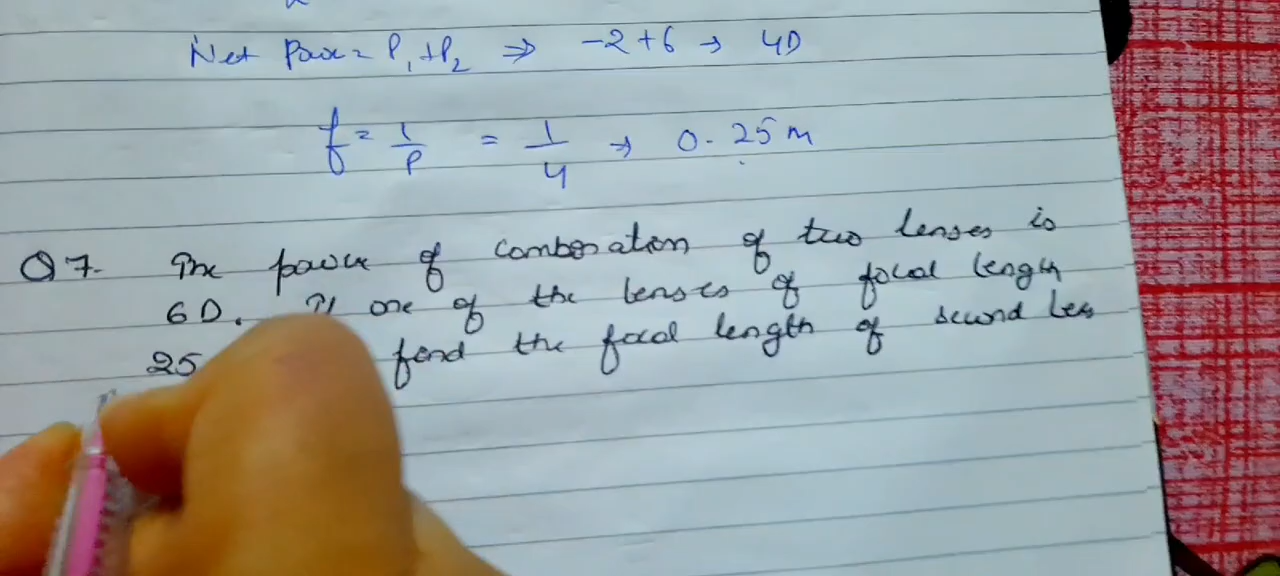 Net Power = P1 + P2 ⇒ -2+6 → 4D
f = 1/P = 1/4 → 0.25 m
Q7. The power of combination of two lenses is
6D. If one of the lenses of focal length
25 find the focal length of second lens